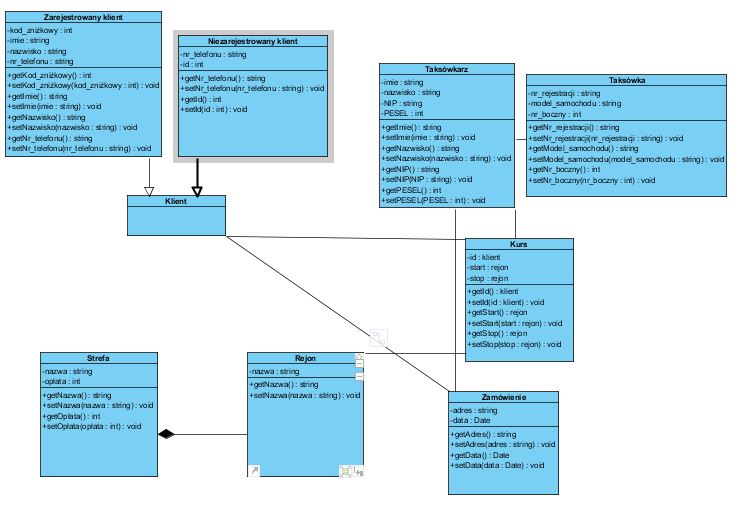 Zarejestrowany klient
-kod_zniżkowy : int
-imie : string
-nazwisko : string
-nr_telefonu : string
+getKod_zniżkowy() : int
+setKod_zniżkowy(kod_zniżkowy : int) : void
+getImie() : string
+setImie(imie : string) : void
+getNazwisko() : string
+setNazwisko(nazwisko : string) : void
+getNr_telefonu() : string
+setNr_telefonu(nr_telefonu : string) : void
Niezarejestrowany klient
-nr_telefonu : string
-id : int
+getNr_telefonu() : string
+setNr_telefonu(nr_telefonu : string) : void
+getId() : int
+setId(id : int) : void
Taksówkarz
-imie : string
-nazwisko : string
-NIP : string
-PESEL : int
+getImie() : string
+setImie(imie : string) : void
+getNazwisko() : string
+setNazwisko(nazwisko : string) : void
+getNIP() : string
+setNIP(NIP : string) : void
+getPESEL() : int
+setPESEL(PESEL : int) : void
Taksówka
-nr_rejestracji : string
-model_samochodu : string
-nr_boczny : int
+getNr_rejestracji() : string
+setNr_rejestracji(nr_rejestracji : string) : void
+getModel_samochodu() : string
+setModel_samochodu(model_samochodu : string) : void
+getNr_boczny() : int
+setNr_boczny(nr_boczny : int) : void
Klient
Kurs
-id : klient
-start : rejon
-stop : rejon
+getId() : klient
+setId(id : klient) : void
+getStart() : rejon
+setStart(start : rejon) : void
+getStop() : rejon
+setStop(stop : rejon) : void
Strefa
-nazwa : string
-opłata : int
+getNazwa() : string
+setNazwa(nazwa : string) : void
+getOpłata() : int
+setOpłata(opłata : int) : void
Rejon
-nazwa : string
+getNazwa() : string
+setNazwa(nazwa : string) : void
Zamówienie
-adres : string
-data : Date
+getAdres() : string
+setAdres(adres : string) : void
+getData() : Date
+setData(data : Date) : void